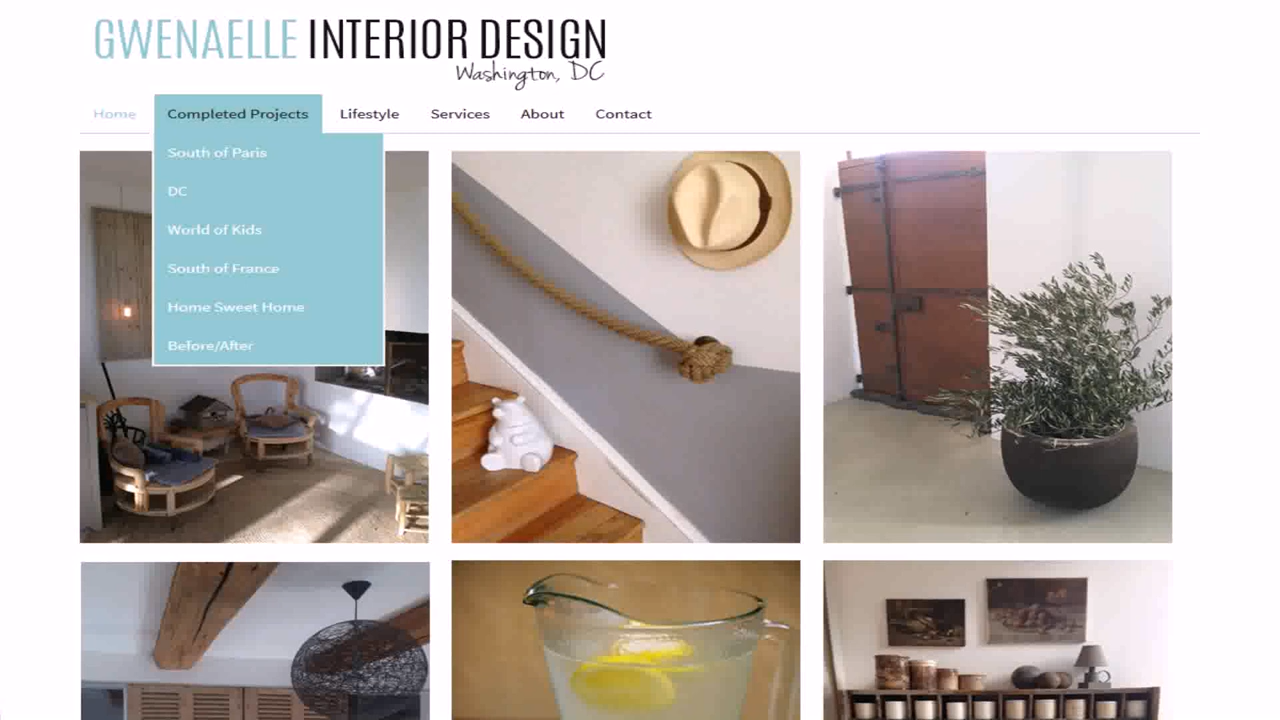 GWENAELLE INTERIOR DESIGN
Washington, DC
Home Completed Projects Lifestyle Services About Contact
South of Paris
DC
World of Kids
South of France
Home Sweet Home
Before/After